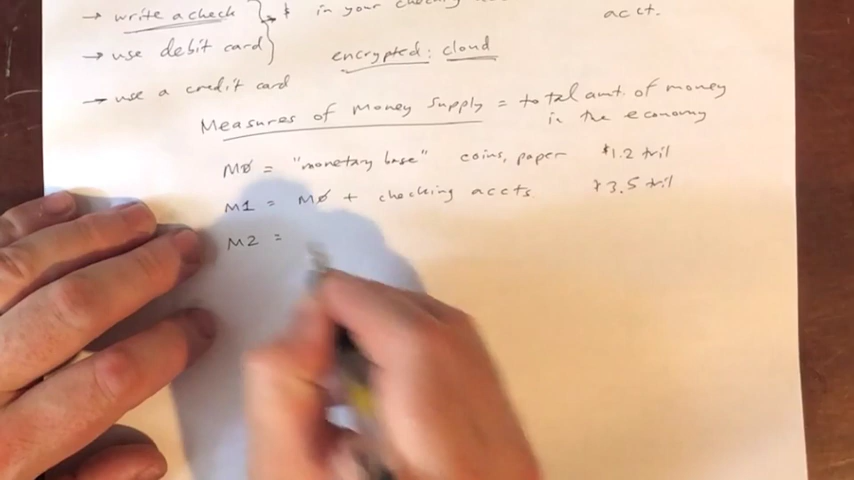 → write a check
in your checking
acct.
→ use debit card
encrypted: cloud
→ use a credit card
Measures of Money Supply = total amt. of money
in the economy
MØ = "monetary base" coins, paper $1.2 tril
M1 = MØ + checking accts. $3.5 tril
M2 =